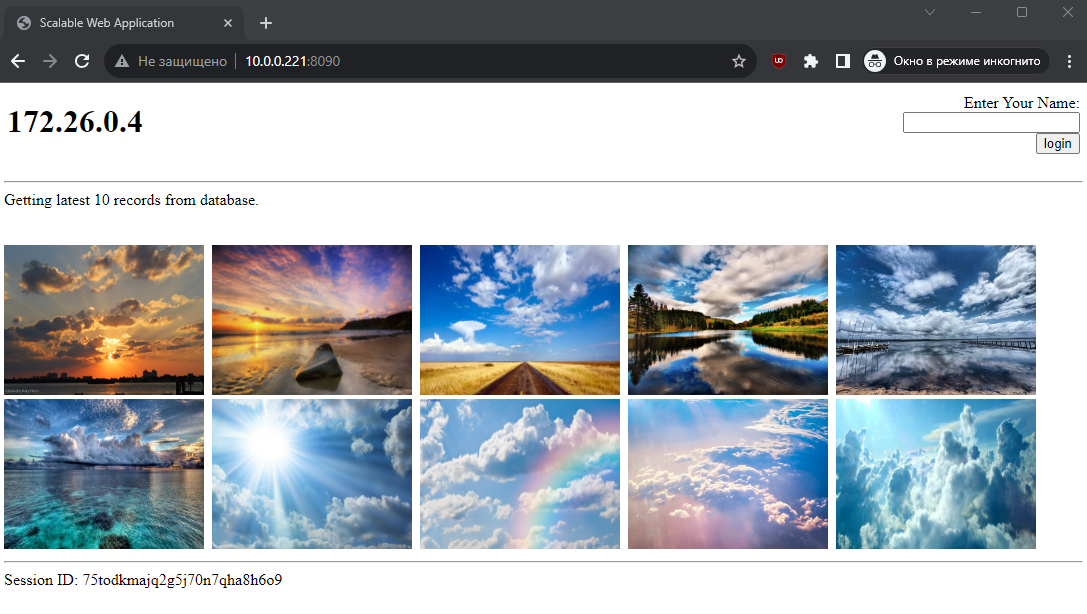 Scalable Web Application
Не защищено 10.0.0.221:8090
Окно в режиме инкогнито
172.26.0.4
Enter Your Name:
login
Getting latest 10 records from database.
Session ID: 75todkmajq2g5j70n7qha8h6o9